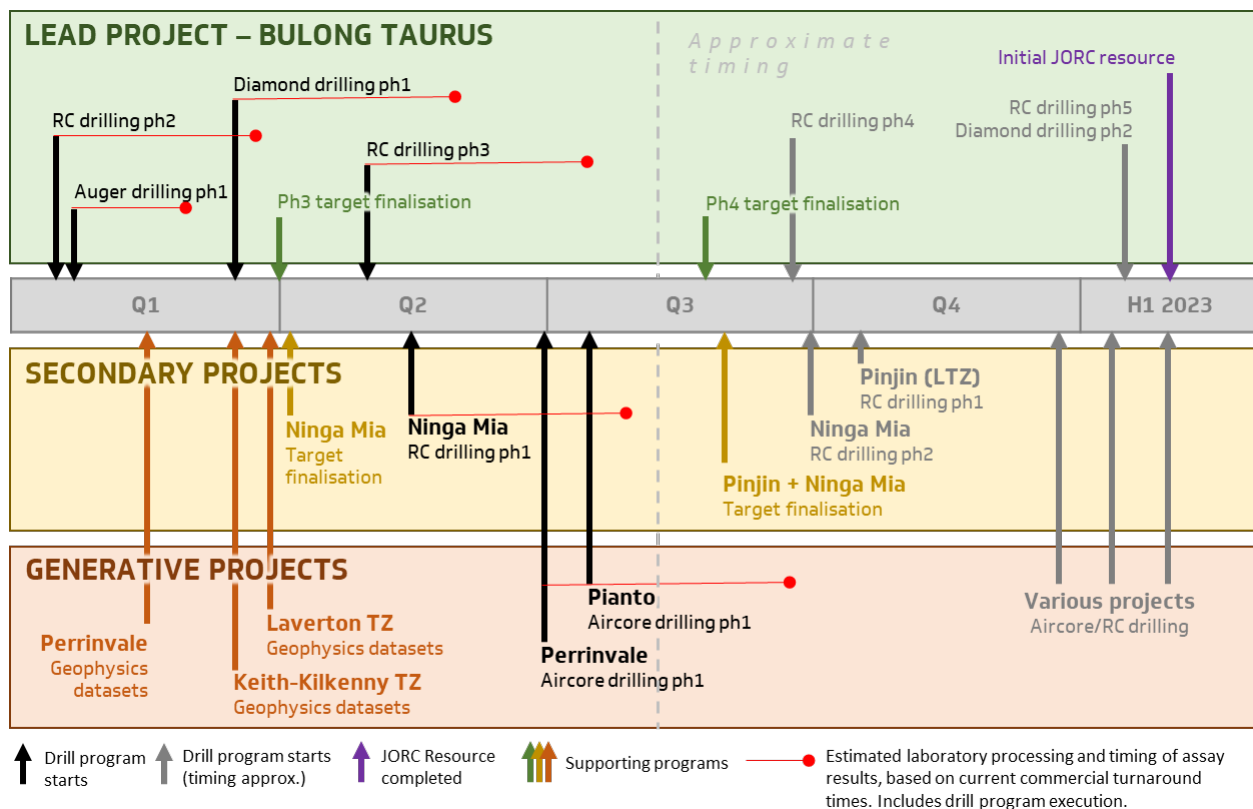 LEAD PROJECT – BULONG TAURUS
Approximate
timing
Initial JORC resource
Diamond drilling ph1
RC drilling ph2
RC drilling ph3
Auger drilling ph1
Ph3 target finalisation
RC drilling ph4
RC drilling ph5
Diamond drilling ph2
Ph4 target finalisation
Q1
Q2
Q3
Q4
H1 2023
SECONDARY PROJECTS
Ninga Mia
Target
finalisation
Ninga Mia
RC drilling ph1
Pinjin + Ninga Mia
Target finalisation
Ninga Mia
RC drilling ph2
Pinjin (LTZ)
RC drilling ph1
GENERATIVE PROJECTS
Perrinvale
Geophysics
datasets
Laverton TZ
Geophysics datasets
Keith-Kilkenny TZ
Geophysics datasets
Pianto
Aircore drilling ph1
Perrinvale
Aircore drilling ph1
Various projects
Aircore/RC drilling
Drill program
starts
Drill program starts
(timing approx.)
JORC Resource
completed
Supporting programs
Estimated laboratory processing and timing of assay
results, based on current commercial turnaround
times. Includes drill program execution.